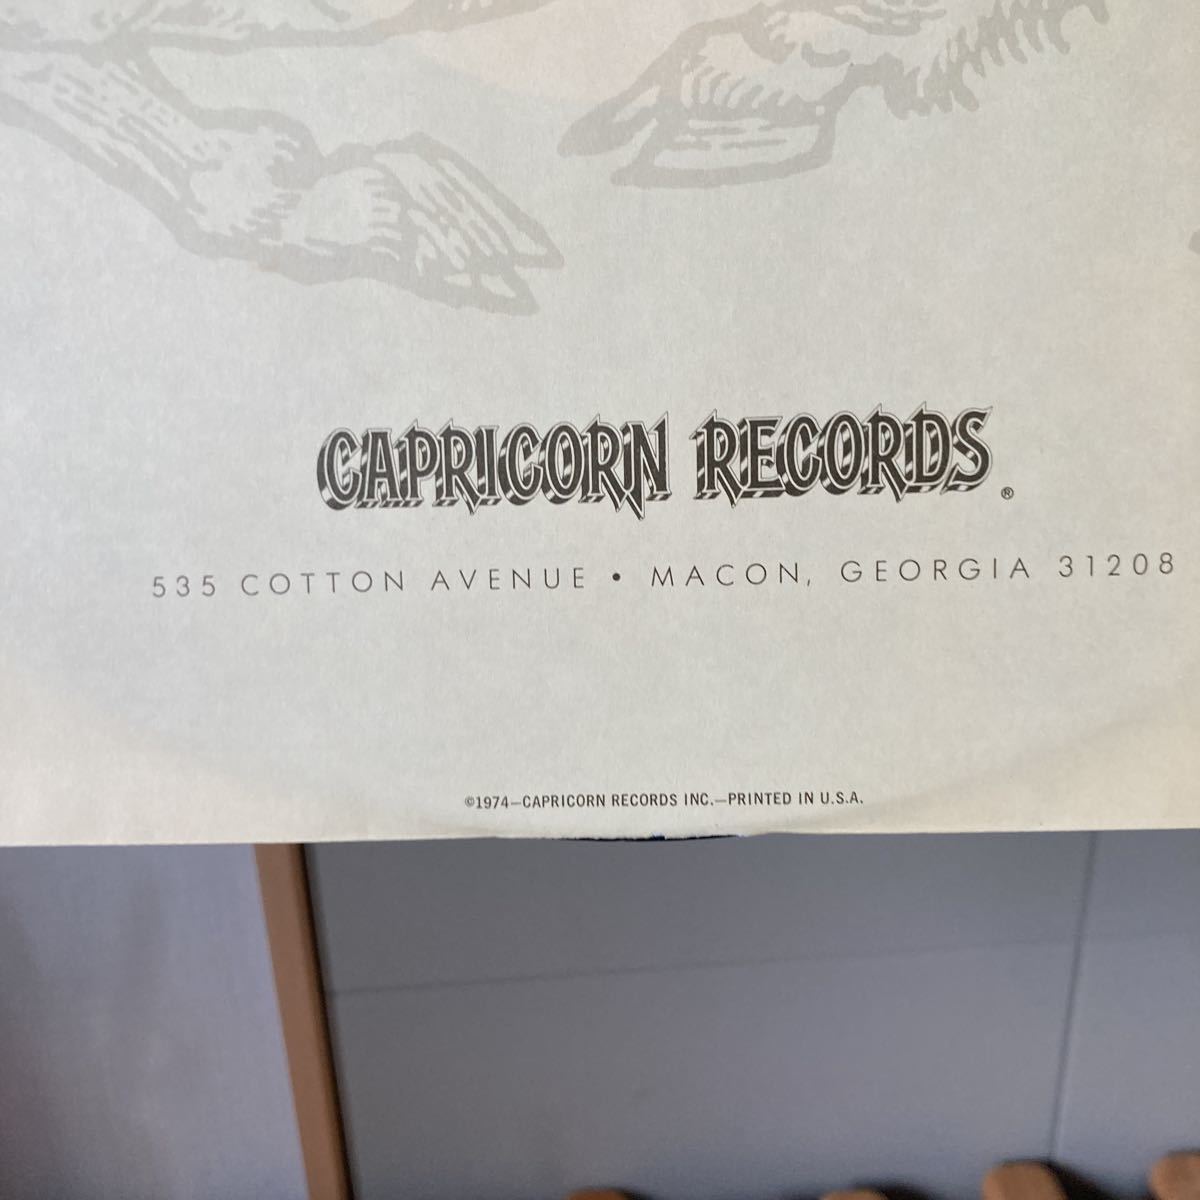 CAPRICORN RECORDS®
535 COTTON AVENUE • MACON, GEORGIA 31208
©1974—CAPRICORN RECORDS INC.—PRINTED IN U.S.A.